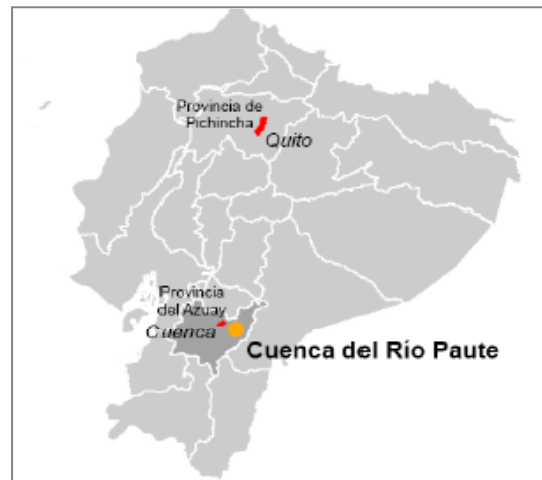 Provincia de
Pichincha
Quito
Provincia
del Azuay
Cuenca
Cuenca del Río Paute